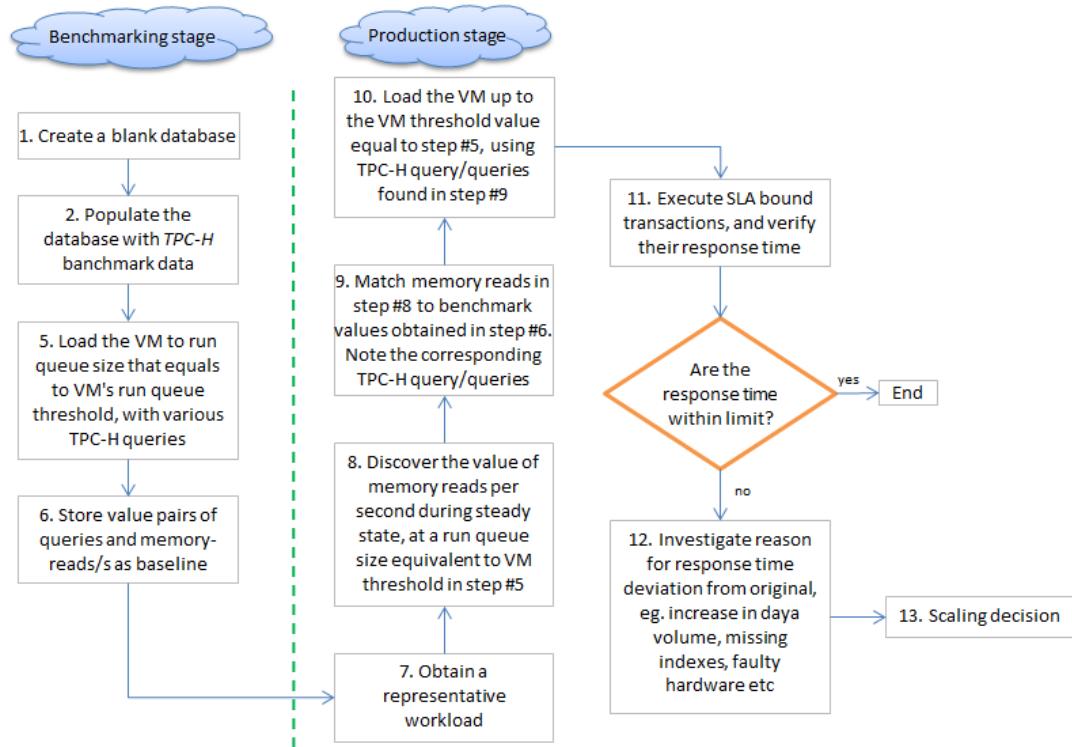 Benchmarking stage
1. Create a blank database
2. Populate the
database with TPC-H
banchmark data
5. Load the VM to run
queue size that equals
to VM's run queue
threshold, with various
TPC-H queries
6. Store value pairs of
queries and memory-
reads/s as baseline
Production stage
10. Load the VM up to
the VM threshold value
equal to step #5, using
TPC-H query/queries
found in step #9
9. Match memory reads in
step #8 to benchmark
values obtained in step #6.
Note the corresponding
TPC-H query/queries
8. Discover the value of
memory reads per
second during steady
state, at a run queue
size equivalent to VM
threshold in step #5
7. Obtain a
representative
workload
11. Execute SLA bound
transactions, and verify
their response time
Are the
response time
within limit?
yes
End
no
12. Investigate reason
for response time
deviation from original,
eg. increase in daya
volume, missing
indexes, faulty
hardware etc
13. Scaling decision